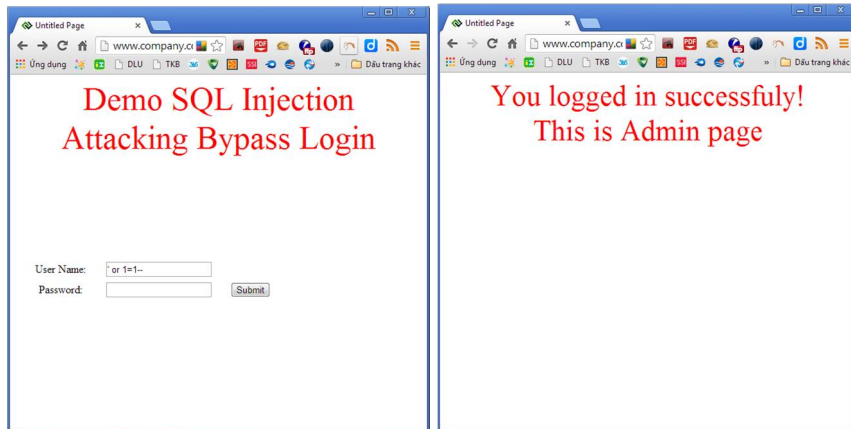 Untitled Page
www.company.c
Ứng dụng DLU TKB » Dấu trang khác
Demo SQL Injection
Attacking Bypass Login
User Name: ' or 1=1--
Password: Submit
Untitled Page
www.company.c
Ứng dụng DLU TKB » Dấu trang khác
You logged in successfuly!
This is Admin page